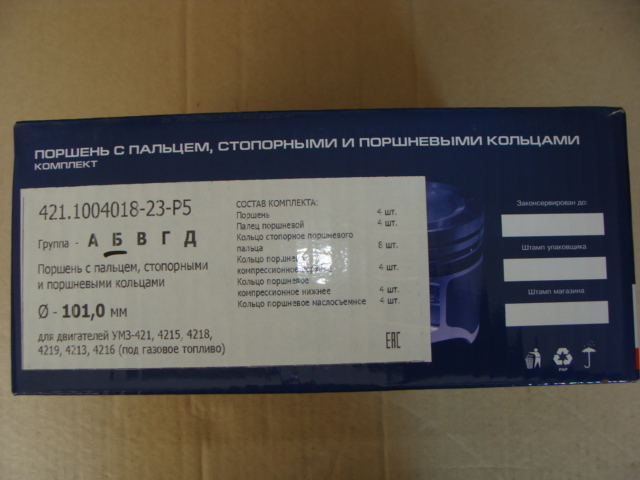 ПОРШЕНЬ С ПАЛЬЦЕМ, СТОПОРНЫМИ И ПОРШНЕВЫМИ КОЛЬЦАМИ
КОМПЛЕКТ
421.1004018-23-Р5
Группа - А Б В Г Д
Поршень с пальцем, стопорными
и поршневыми кольцами
Ø - 101,0 мм
для двигателей УМЗ-421, 4215, 4218,
4219, 4213, 4216 (под газовое топливо)
СОСТАВ КОМПЛЕКТА:
Поршень 4 шт.
Палец поршневой 4 шт.
Кольцо стопорное поршневого
пальца 8 шт.
Кольцо поршневое
компрессионное 4 шт.
Кольцо поршневое
компрессионное нижнее 4 шт.
Кольцо поршневое маслосъемное 4 шт.
EAC
Законсервирован до:
Штамп упаковщика
Штамп магазина
PAP